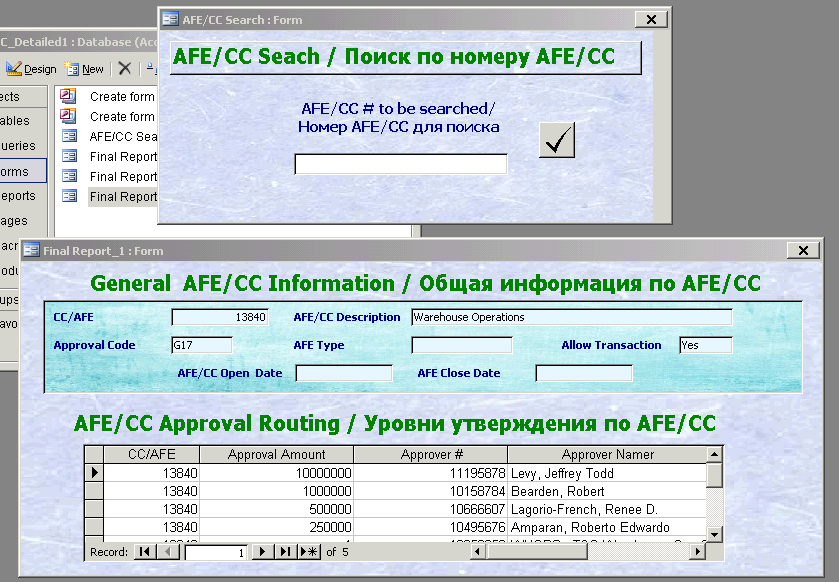 AFE/CC Search : Form
AFE/CC Seach / Поиск по номеру AFE/CC
AFE/CC # to be searched/
Номер AFE/CC для поиска
C_Detailed1 : Database (Acc
Design New
ects
ables
ueries
orms
eports
ages
acr
odu
ups
avo
Create form
Create form
AFE/CC Sea
Final Report
Final Report
Final Report
Final Report_1 : Form
General AFE/CC Information / Общая информация по AFE/CC
CC/AFE 13840 AFE/CC Description Warehouse Operations
Approval Code G17 AFE Type Allow Transaction Yes
AFE/CC Open Date AFE Close Date
AFE/CC Approval Routing / Уровни утверждения по AFE/CC
CC/AFE Approval Amount Approver # Approver Namer
13840 10000000 11195878 Levy, Jeffrey Todd
13840 1000000 10158784 Bearden, Robert
13840 500000 10666607 Lagorio-French, Renee D.
13840 250000 10495676 Amparan, Roberto Edwardo
Record: 1 of 5